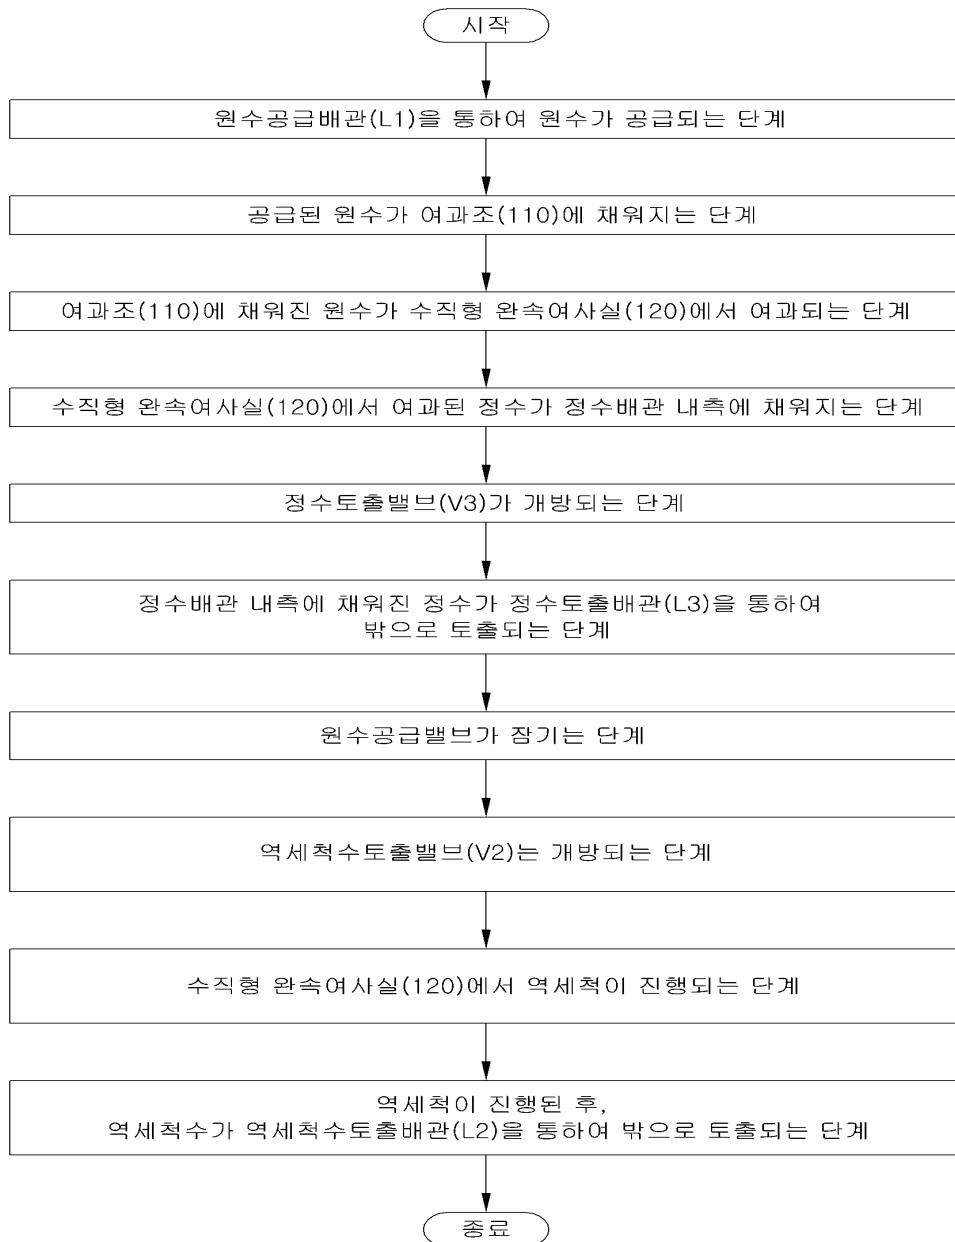 시작
원수공급배관(L1)을 통하여 원수가 공급되는 단계
공급된 원수가 여과조(110)에 채워지는 단계
여과조(110)에 채워진 원수가 수직형 완속여사실(120)에서 여과되는 단계
수직형 완속여사실(120)에서 여과된 정수가 정수배관 내측에 채워지는 단계
정수토출밸브(V3)가 개방되는 단계
정수배관 내측에 채워진 정수가 정수토출배관(L3)을 통하여
밖으로 토출되는 단계
원수공급밸브가 잠기는 단계
역세척수토출밸브(V2)는 개방되는 단계
수직형 완속여사실(120)에서 역세척이 진행되는 단계
역세척이 진행된 후,
역세척수가 역세척수토출배관(L2)을 통하여 밖으로 토출되는 단계
종료